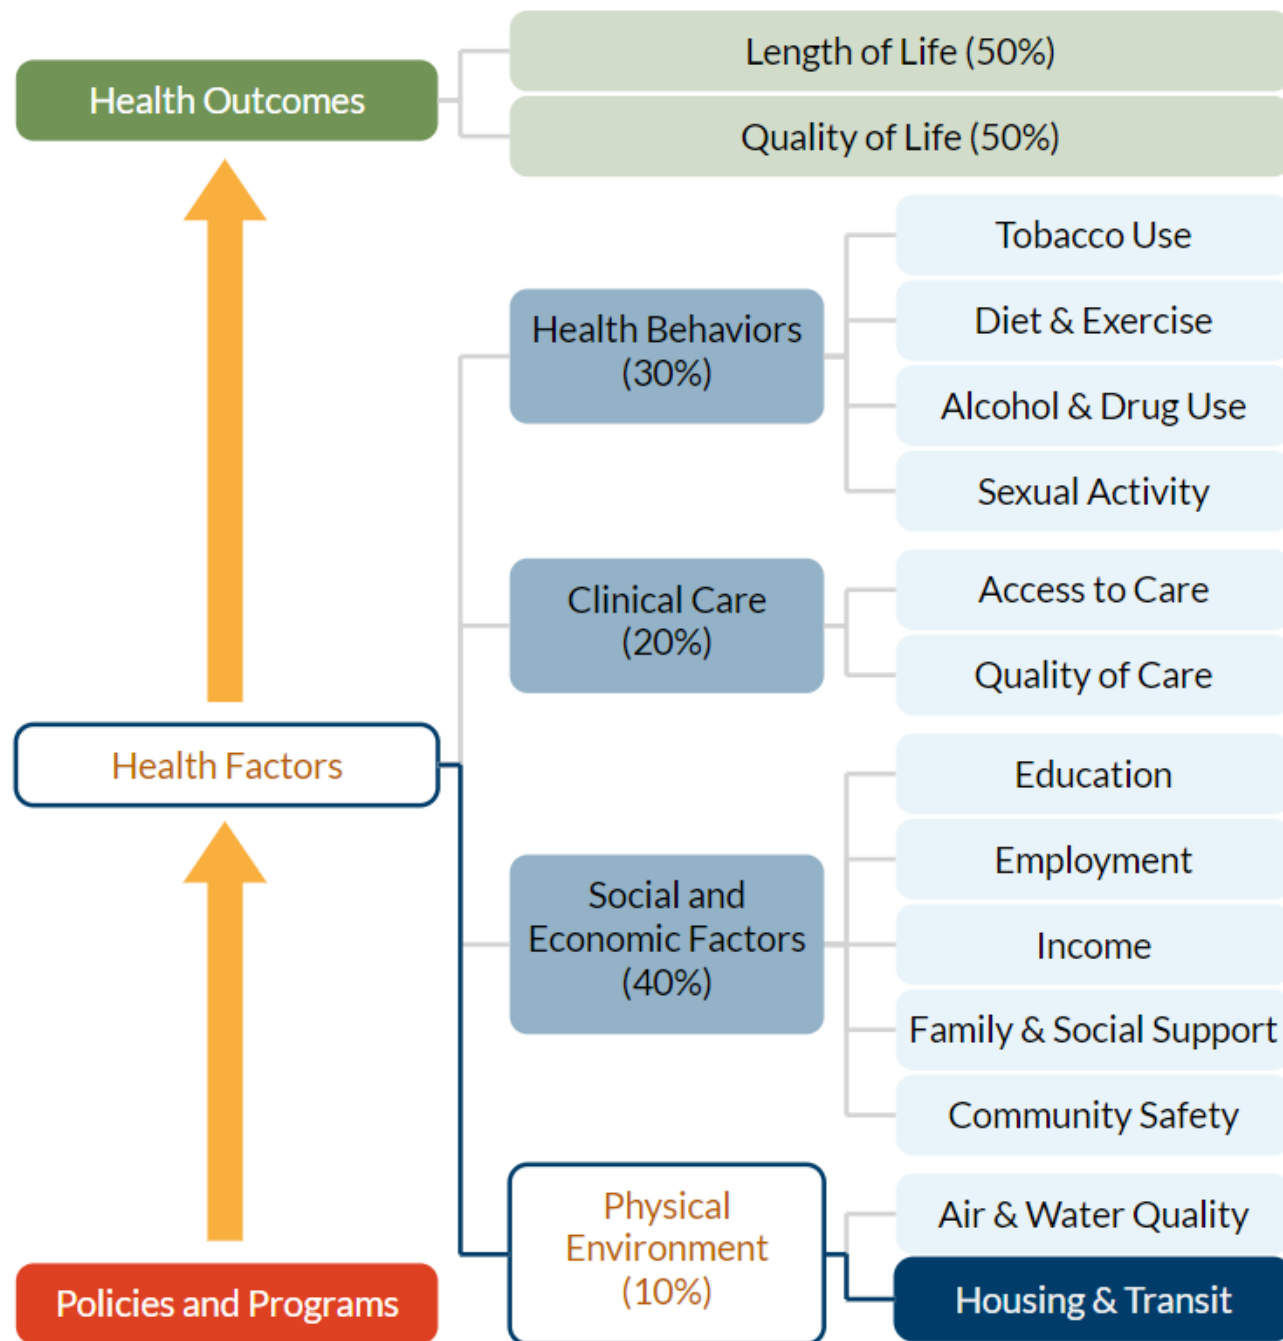 Health Outcomes
Length of Life (50%)
Quality of Life (50%)
Health Factors
Health Behaviors
(30%)
Tobacco Use
Diet & Exercise
Alcohol & Drug Use
Sexual Activity
Clinical Care
(20%)
Access to Care
Quality of Care
Social and
Economic Factors
(40%)
Education
Employment
Income
Family & Social Support
Community Safety
Physical
Environment
(10%)
Air & Water Quality
Housing & Transit
Policies and Programs